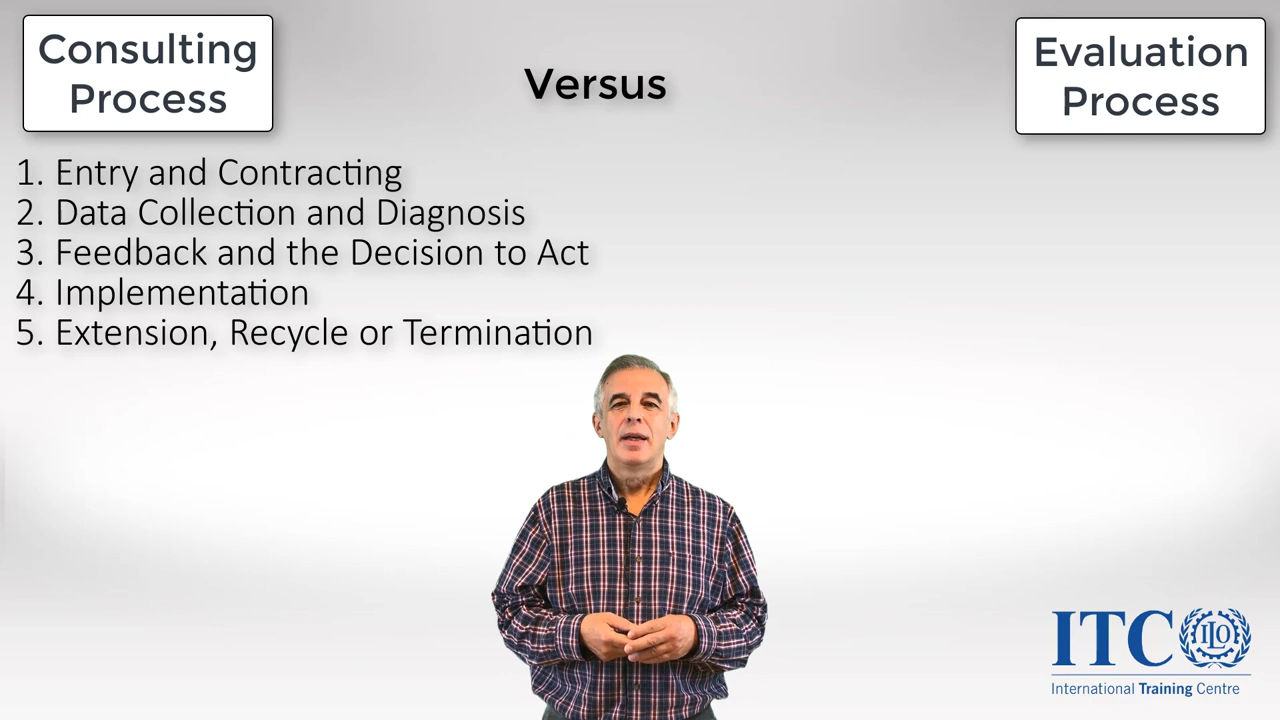 Consulting
Process
Versus
Evaluation
Process
1. Entry and Contracting
2. Data Collection and Diagnosis
3. Feedback and the Decision to Act
4. Implementation
5. Extension, Recycle or Termination
ITC ILO
International Training Centre